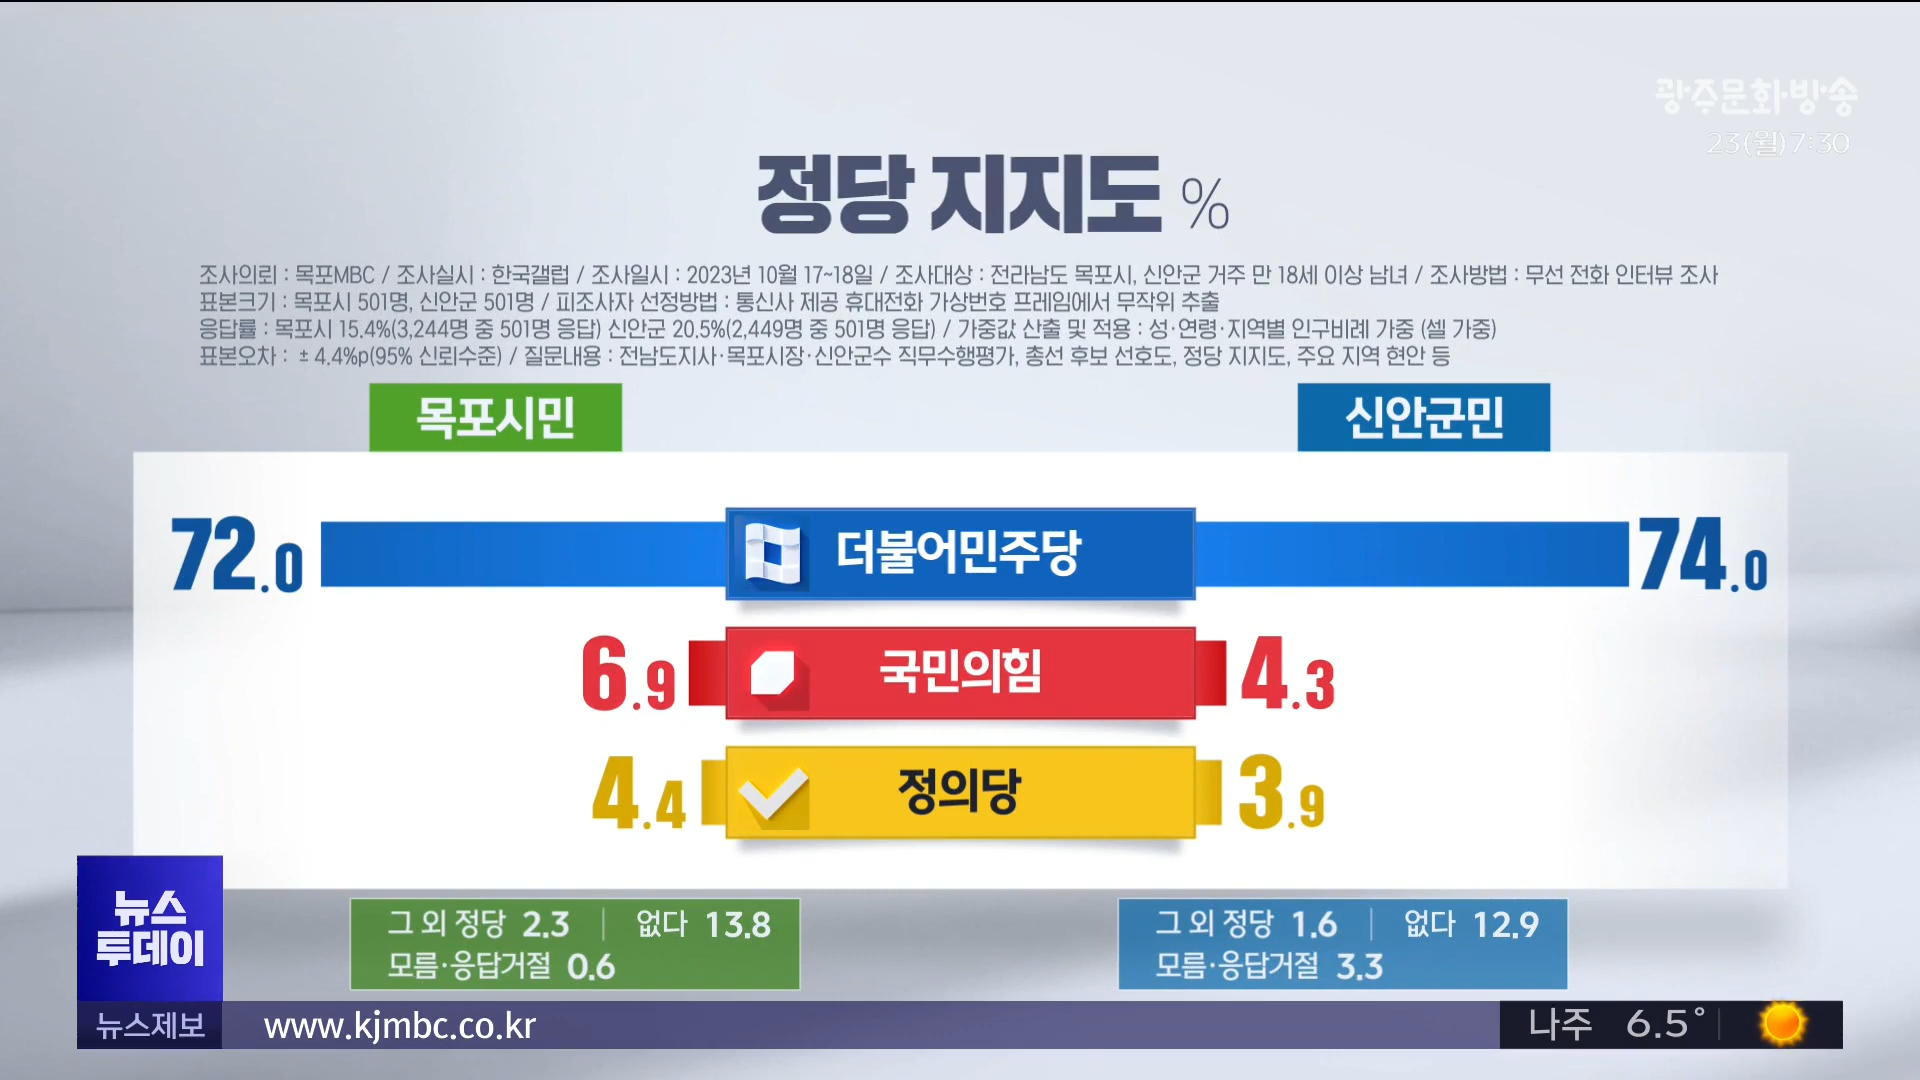 광주문화방송
23(월) 7:30
정당 지지도 %
조사의뢰 : 목포MBC / 조사실시 : 한국갤럽 / 조사일시 : 2023년 10월 17~18일 / 조사대상 : 전라남도 목포시, 신안군 거주 만 18세 이상 남녀 / 조사방법 : 무선 전화 인터뷰 조사
표본크기 : 목포시 501명, 신안군 501명 / 피조사자 선정방법 : 통신사 제공 휴대전화 가상번호 프레임에서 무작위 추출
응답률 : 목포시 15.4%(3,244명 중 501명 응답) 신안군 20.5%(2,449명 중 501명 응답) / 가중값 산출 및 적용 : 성·연령·지역별 인구비례 가중 (셀 가중)
표본오차 : ±4.4%p(95% 신뢰수준) / 질문내용 : 전남도지사·목포시장·신안군수 직무수행평가, 총선 후보 선호도, 정당 지지도, 주요 지역 현안 등
목포시민 신안군민
72.0 더불어민주당 74.0
6.9 국민의힘 4.3
4.4 정의당 3.9
그 외 정당 2.3 | 없다 13.8
모름·응답거절 0.6
그 외 정당 1.6 | 없다 12.9
모름·응답거절 3.3
뉴스
투데이
뉴스제보 www.kjmbc.co.kr 나주 6.5°